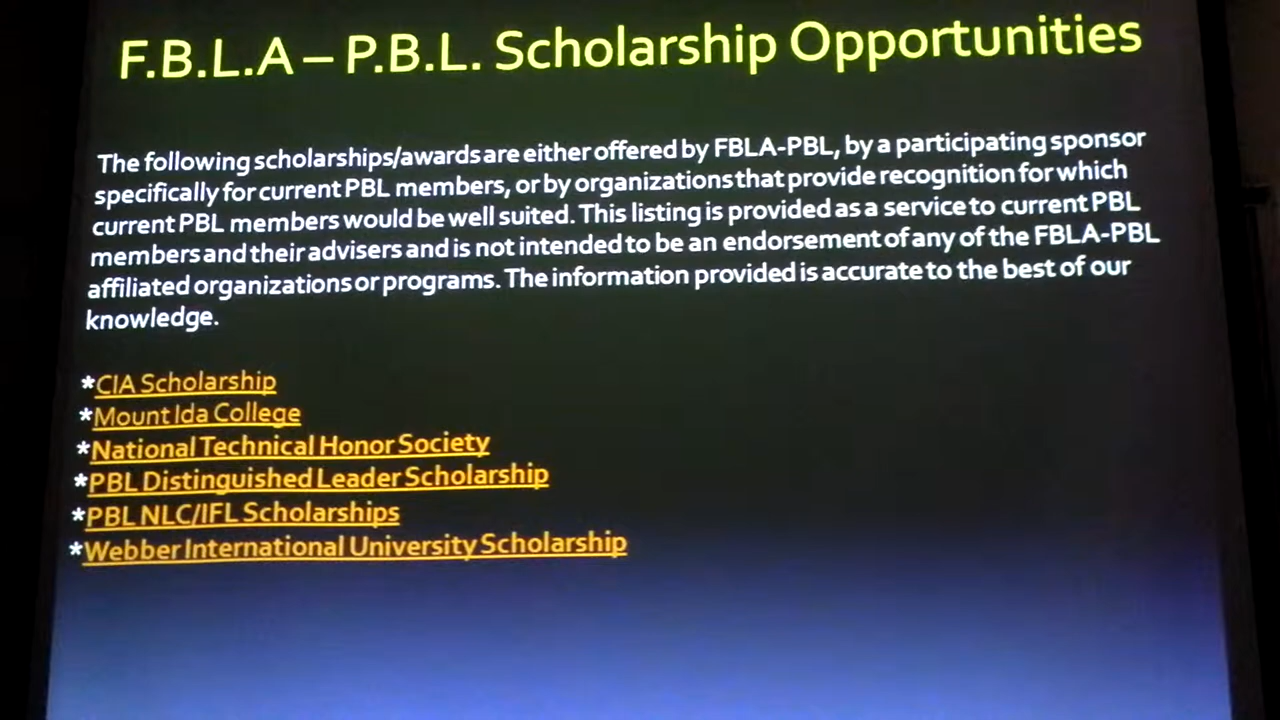 F.B.L.A – P.B.L. Scholarship Opportunities
The following scholarships/awards are either offered by FBLA-PBL, by a participating sponsor
specifically for current PBL members, or by organizations that provide recognition for which
current PBL members would be well suited. This listing is provided as a service to current PBL
members and their advisers and is not intended to be an endorsement of any of the FBLA-PBL
affiliated organizations or programs. The information provided is accurate to the best of our
knowledge.
*CIA Scholarship
*Mount Ida College
*National Technical Honor Society
*PBL Distinguished Leader Scholarship
*PBL NLC/IFL Scholarships
*Webber International University Scholarship